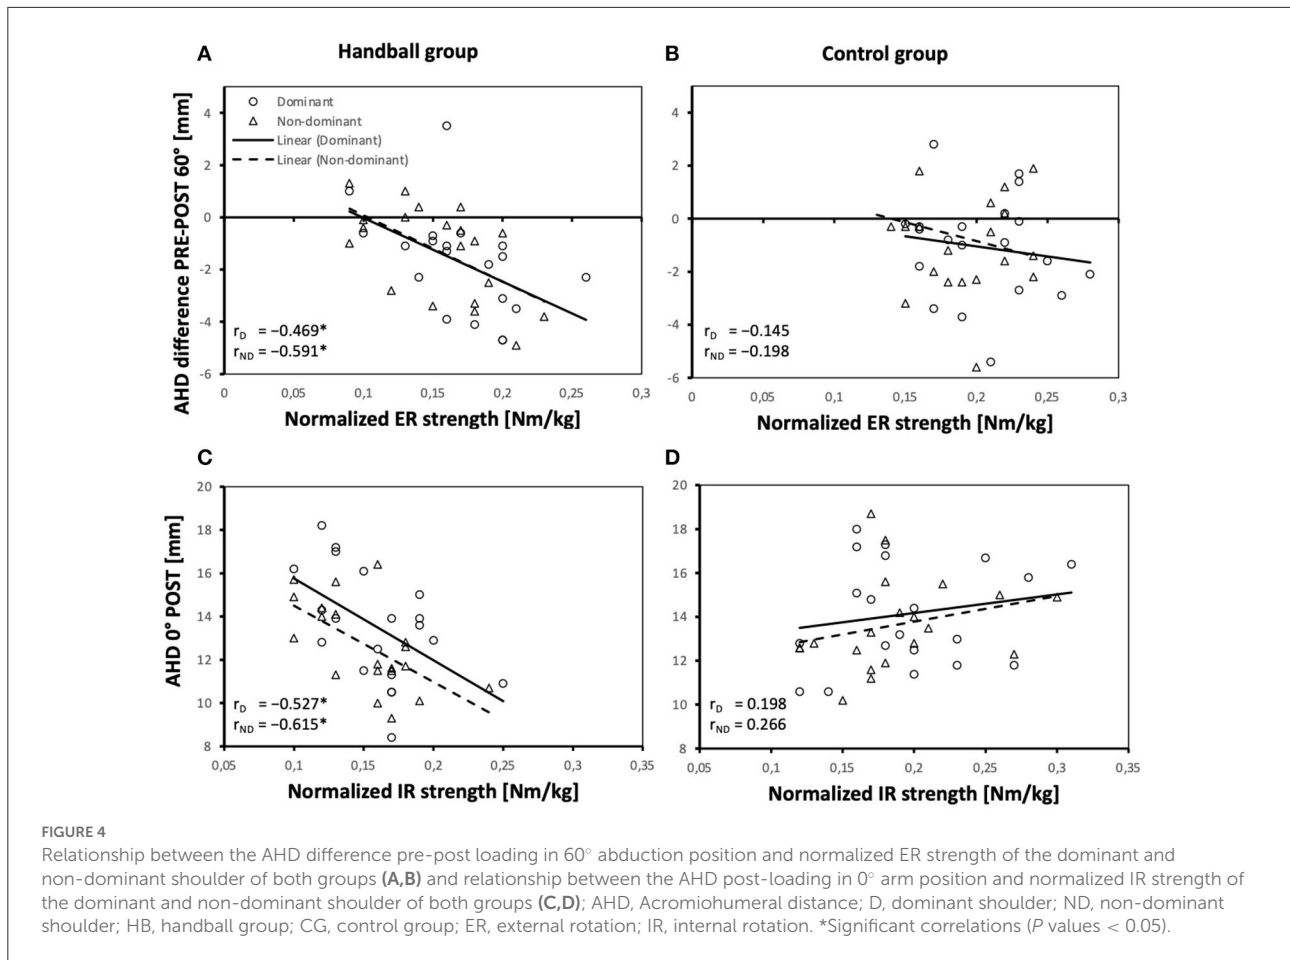 A Handball group
B Control group
AHD difference PRE-POST 60° [mm]
Dominant
Non-dominant
Linear (Dominant)
Linear (Non-dominant)
4
2
0
-2
-4
-6
r_D = −0.469*
r_ND = −0.591*
0 0,05 0,1 0,15 0,2 0,25 0,3
Normalized ER strength [Nm/kg]
4
2
0
-2
-4
-6
r_D = −0.145
r_ND = −0.198
0 0,1 0,15 0,2 0,25 0,3
Normalized ER strength [Nm/kg]
C
D
AHD 0° POST [mm]
20
18
16
14
12
10
8
r_D = −0.527*
r_ND = −0.615*
0,05 0,1 0,15 0,2 0,25 0,3 0,35
Normalized IR strength [Nm/kg]
20
18
16
14
12
10
8
r_D = 0.198
r_ND = 0.266
0,05 0,1 0,15 0,2 0,25 0,3 0,35
Normalized IR strength [Nm/kg]
FIGURE 4
Relationship between the AHD difference pre-post loading in 60° abduction position and normalized ER strength of the dominant and
non-dominant shoulder of both groups (A,B) and relationship between the AHD post-loading in 0° arm position and normalized IR strength of
the dominant and non-dominant shoulder of both groups (C,D); AHD, Acromiohumeral distance; D, dominant shoulder; ND, non-dominant
shoulder; HB, handball group; CG, control group; ER, external rotation; IR, internal rotation. *Significant correlations (P values < 0.05).